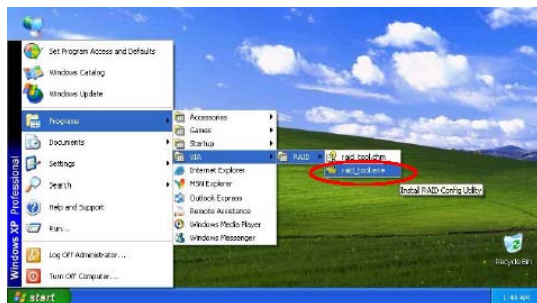 Set Program Access and Defaults
Windows Catalog
Windows Update
Programs
Documents
Settings
Search
Help and Support
Run...
Log Off Administrator...
Turn Off Computer...
Windows XP Professional
Accessories
Games
Startup
VIA
Internet Explorer
MSN Explorer
Outlook Express
Remote Assistance
Windows Media Player
Windows Messenger
RAID
raid_tool.chm
raid_tool.exe
Install RAID Config Utility
Recycle Bin
start
1:49 AM